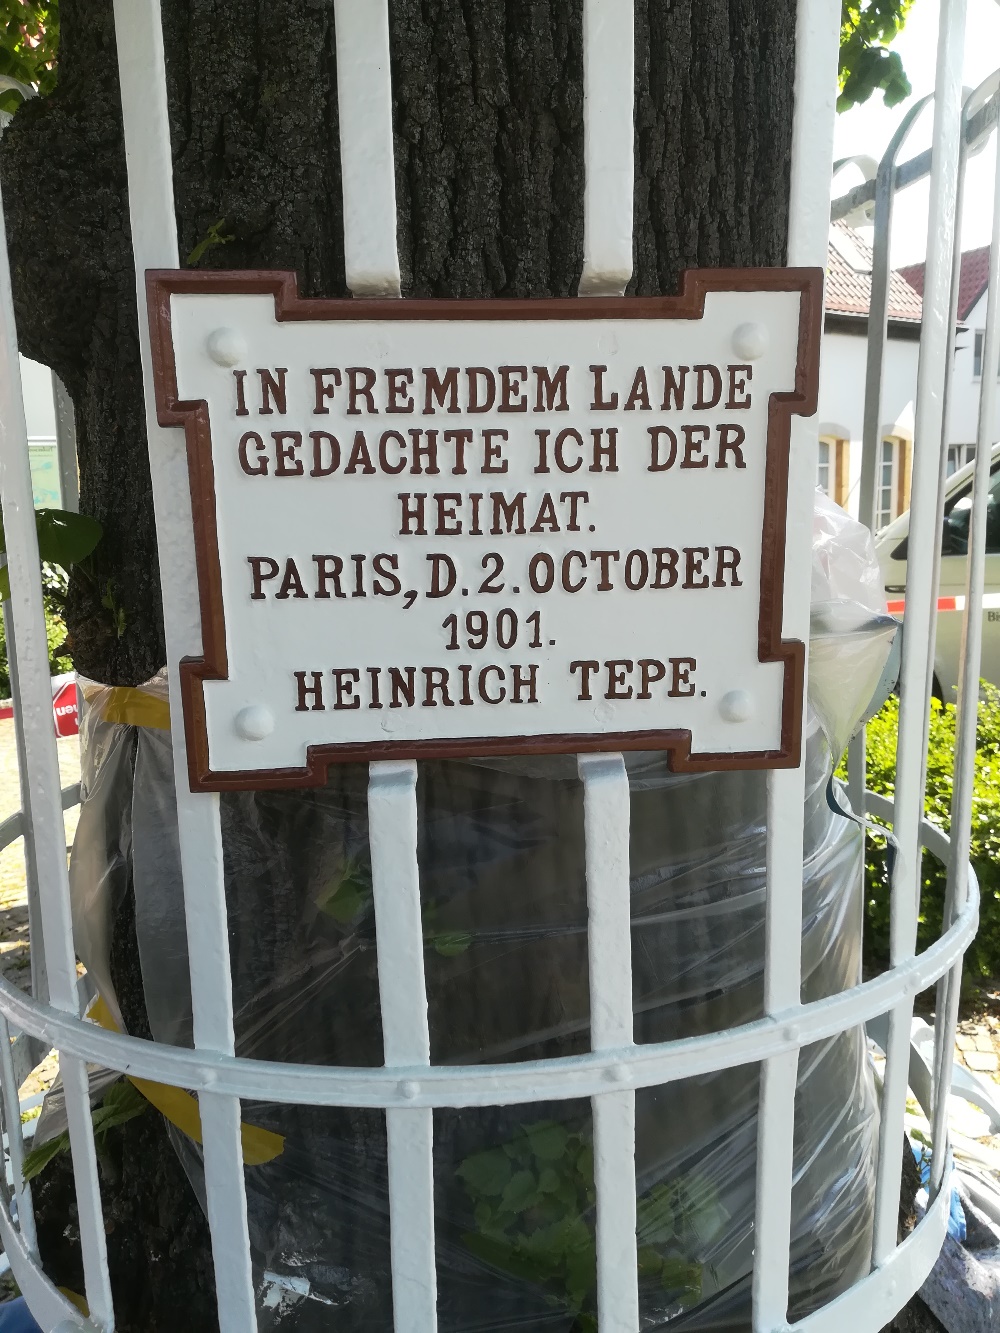 IN FREMDEM LANDE
GEDACHTE ICH DER
HEIMAT.
PARIS, D. 2. OCTOBER
1901.
HEINRICH TEPE.